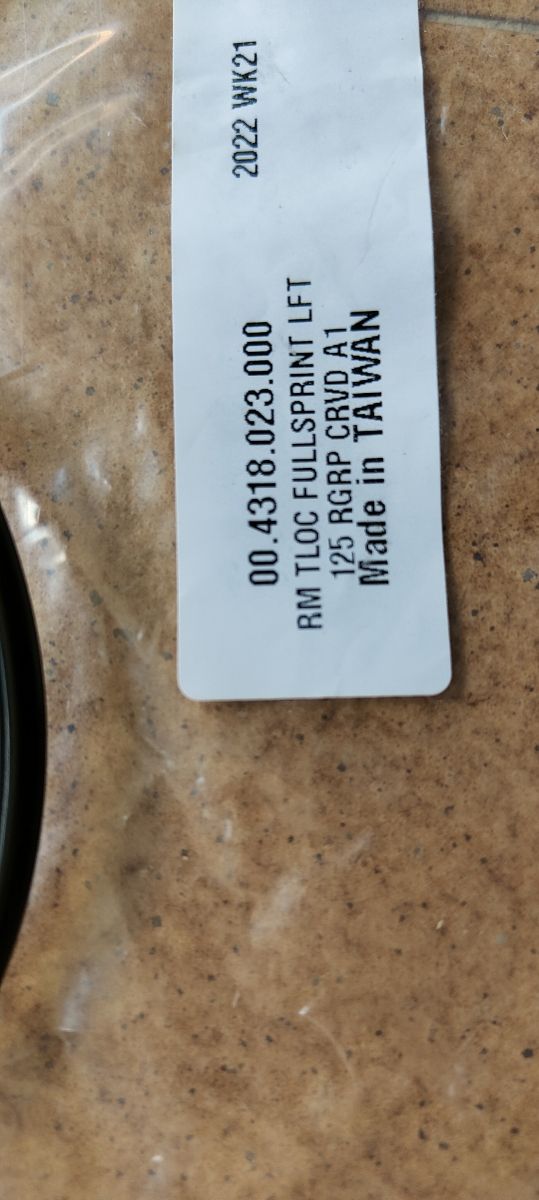 2022 WK21
00.4318.023.000
RM TLOC FULLSPRINT LFT
125 RGRP CRVD A1
Made in TAIWAN